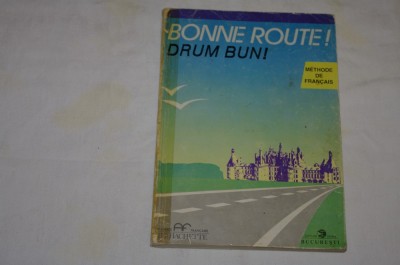 BONNE ROUTE!
DRUM BUN!
MÉTHODE
DE
FRANÇAIS
HACHETTE
BUCUREȘTI